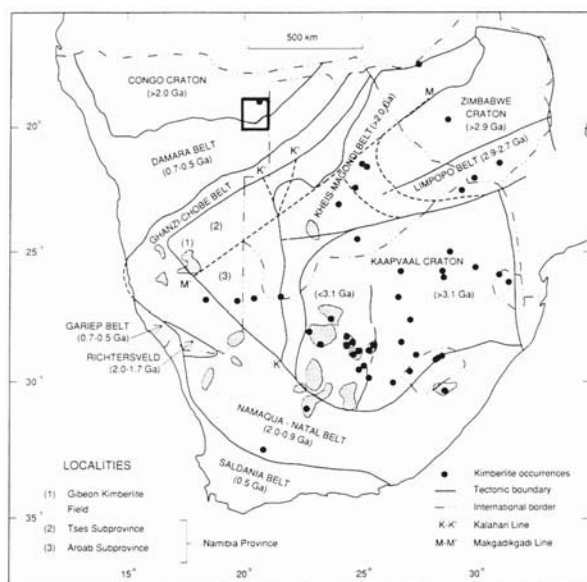 500 km
CONGO CRATON
(>2.0 Ga)
M
ZIMBABWE
CRATON
(>2.9 Ga)
20°
DAMARA BELT
(0.7-0.5 Ga)
K'
K'
KHEIS-MAGONDI BELT (>2.0 Ga)
LIMPOPO BELT (2.9-2.7 Ga)
GHANZI-CHOBE BELT
(2)
(1)
25°
M'
(3)
KAAPVAAL CRATON
(<3.1 Ga)
(>3.1 Ga)
GARIEP BELT
(0.7-0.5 Ga)
RICHTERSVELD
(2.0-1.7 Ga)
K
30°
NAMAQUA - NATAL BELT
(2.0-0.9 Ga)
SALDANIA BELT
(0.5 Ga)
LOCALITIES
(1) Gibeon Kimberlite
Field
(2) Tses Subprovince
(3) Aroab Subprovince
Namibia Province
Kimberlite occurrences
Tectonic boundary
International border
K-K' Kalahari Line
M-M' Makgadikgadi Line
35°
15° 20° 25° 30°